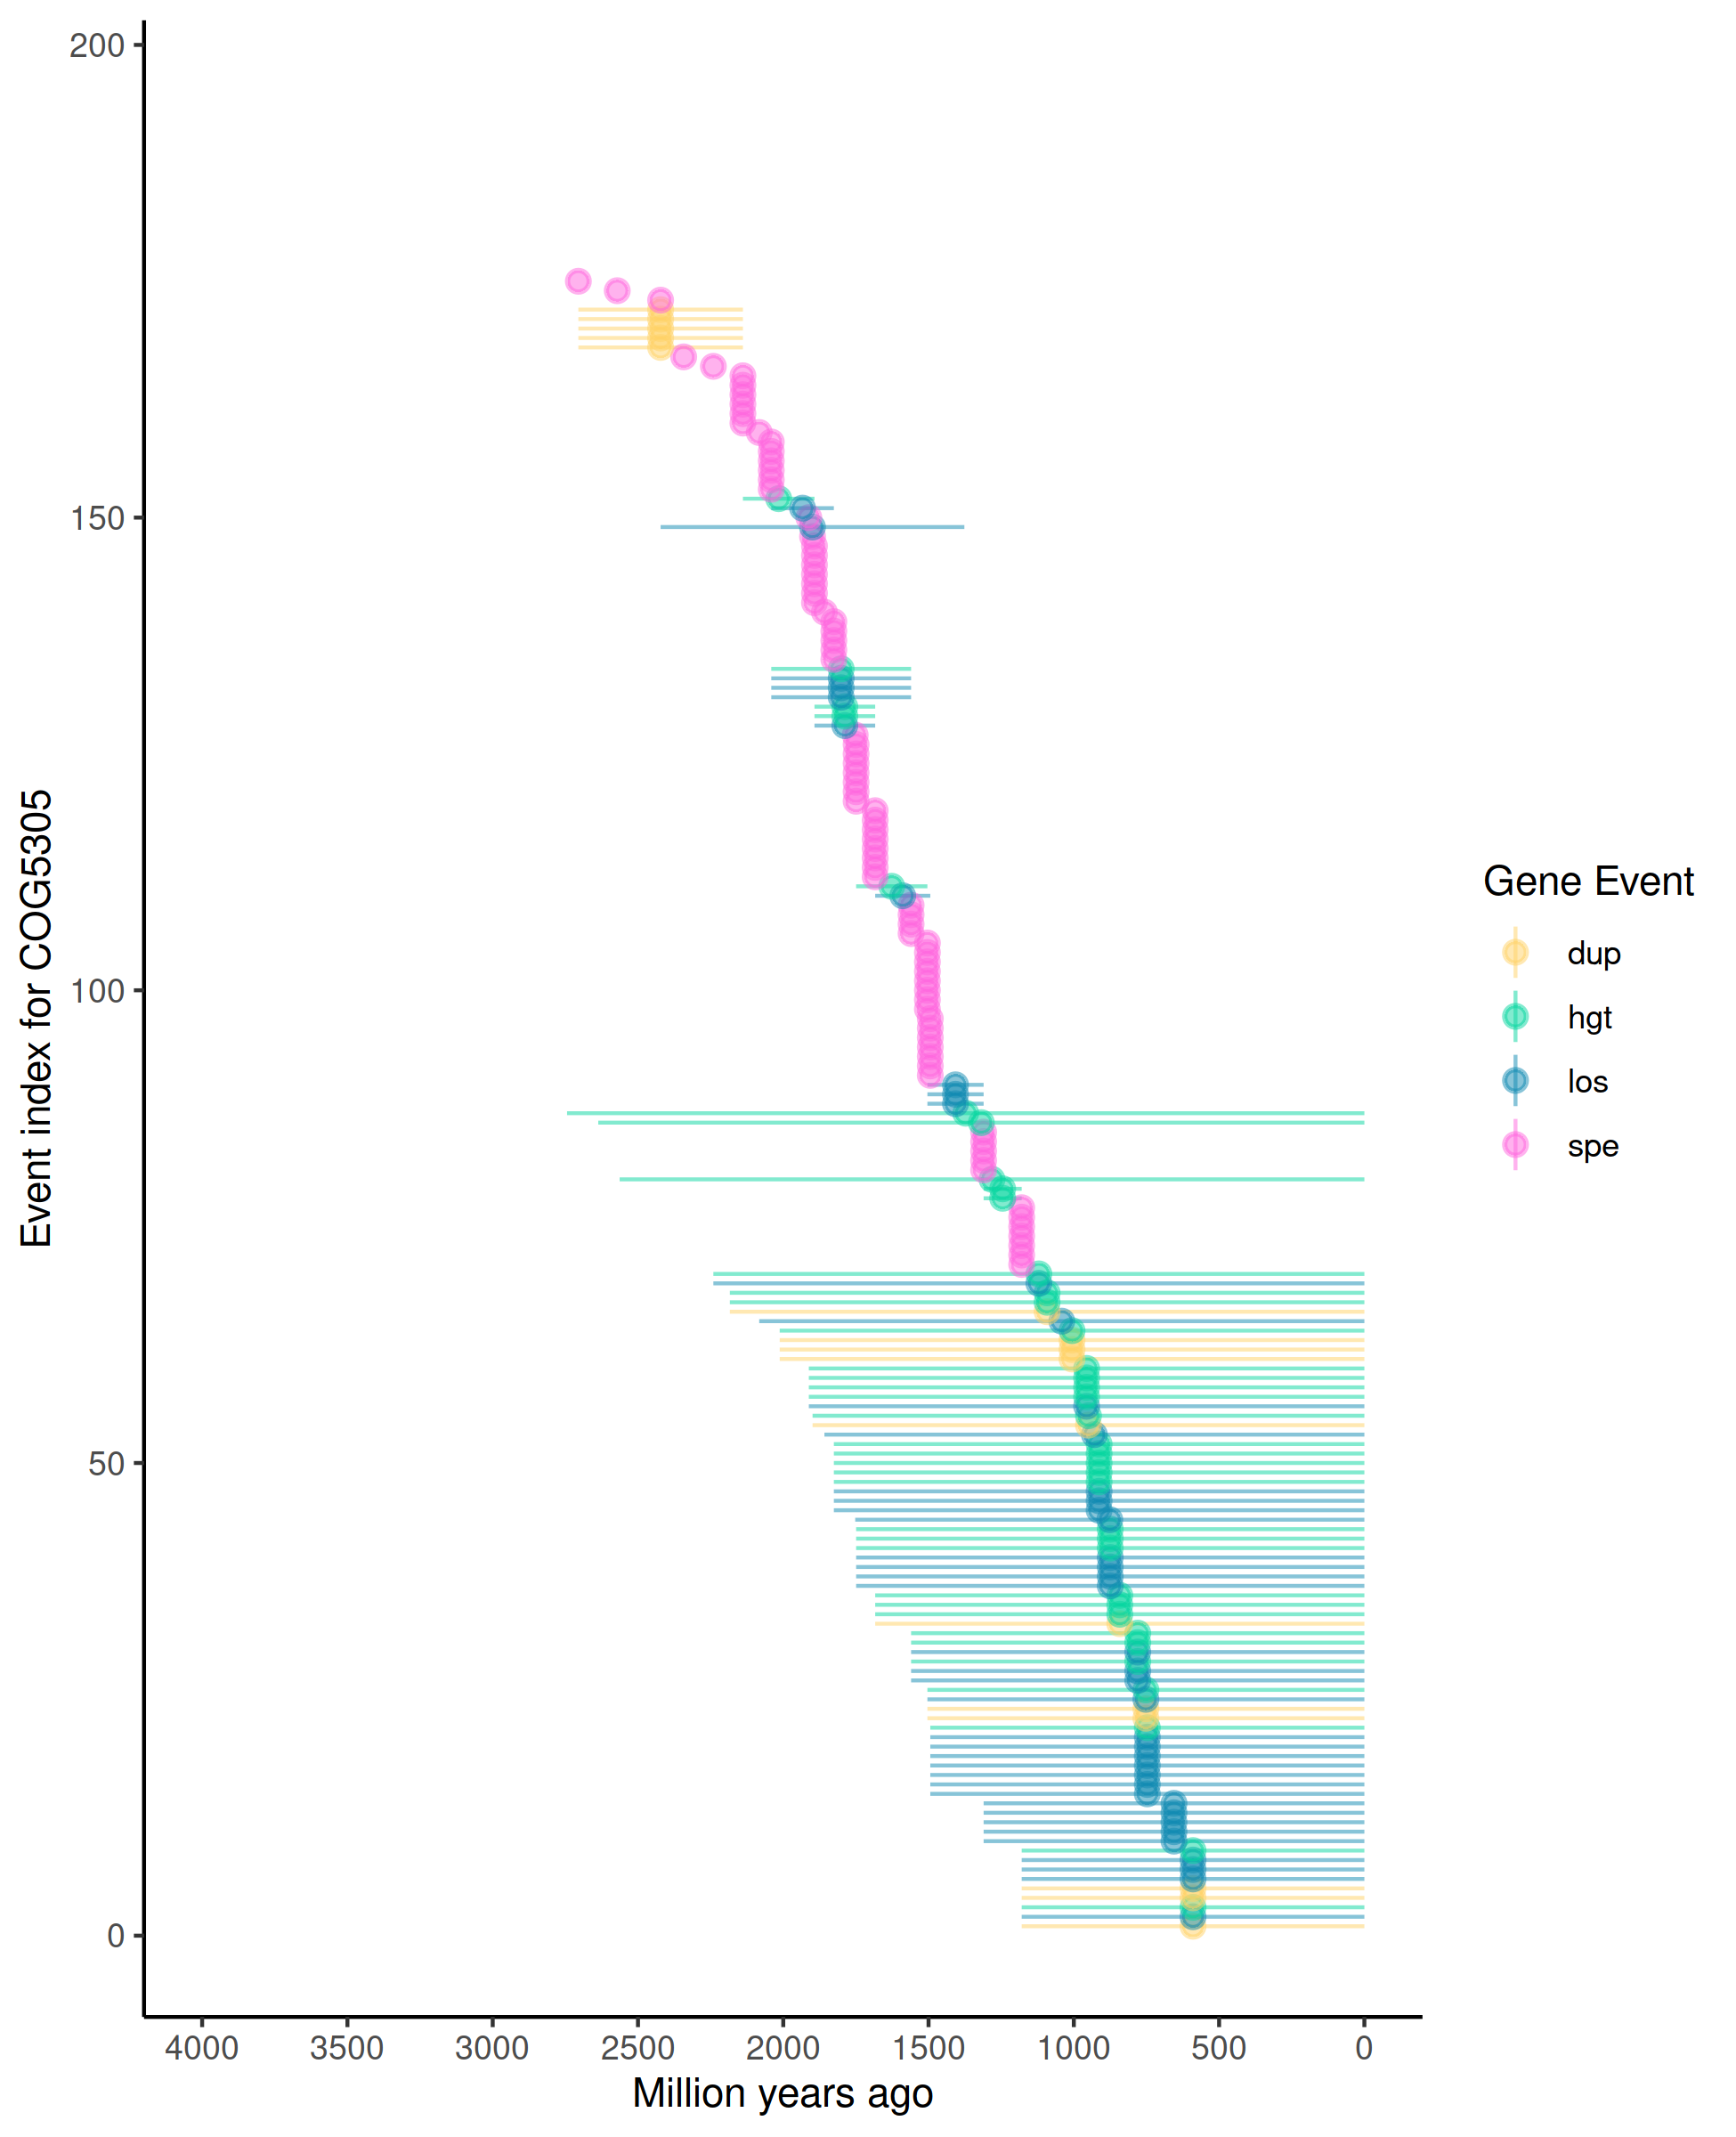 200
150
100
50
0
Event index for COG5305
4000 3500 3000 2500 2000 1500 1000 500 0
Million years ago
Gene Event
dup
hgt
los
spe